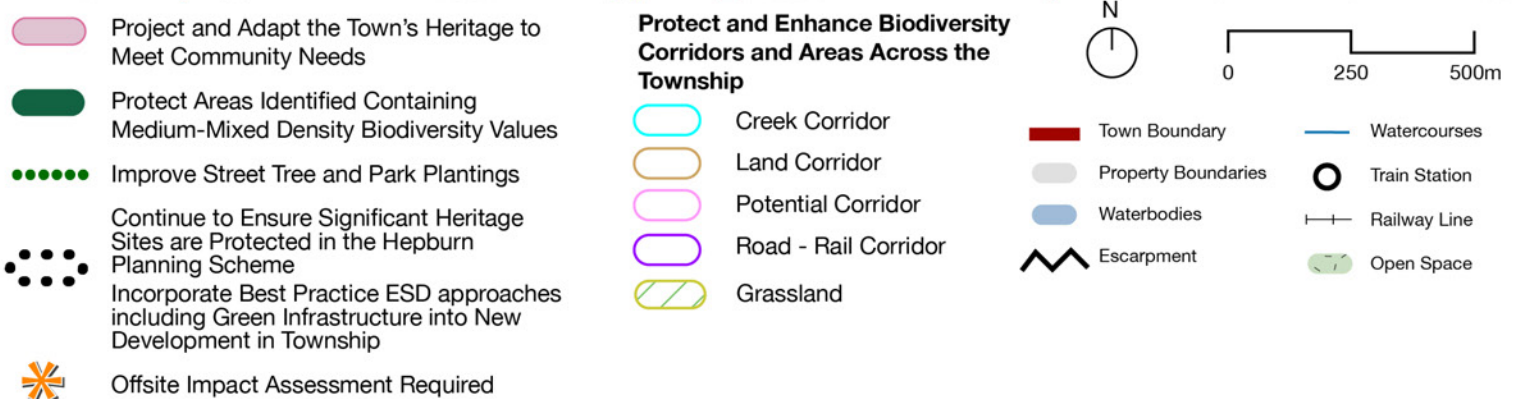 Project and Adapt the Town's Heritage to
Meet Community Needs
Protect Areas Identified Containing
Medium-Mixed Density Biodiversity Values
Improve Street Tree and Park Plantings
Continue to Ensure Significant Heritage
Sites are Protected in the Hepburn
Planning Scheme
Incorporate Best Practice ESD approaches
including Green Infrastructure into New
Development in Township
Offsite Impact Assessment Required
Protect and Enhance Biodiversity
Corridors and Areas Across the
Township
Creek Corridor
Land Corridor
Potential Corridor
Road - Rail Corridor
Grassland
N
0 250 500m
Town Boundary
Property Boundaries
Waterbodies
Escarpment
Watercourses
Train Station
Railway Line
Open Space